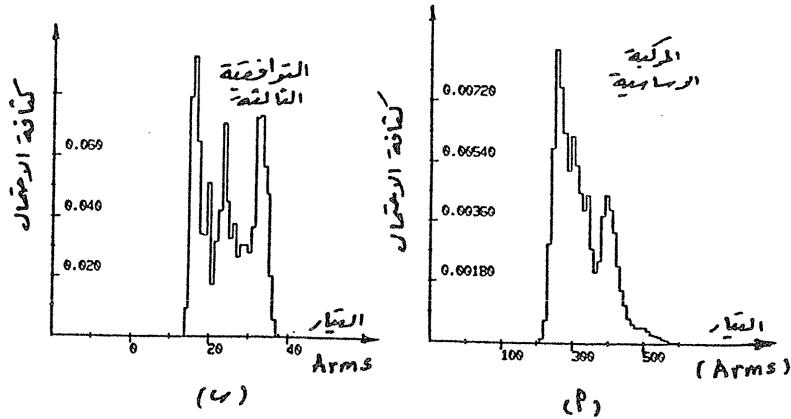 المركبة
الاساسية
كثافة الاحتمال
0.00720
0.00540
0.00360
0.00180
التيار
100 300 500
(Arms)
(أ)
التوافقية
الثالثة
كثافة الاحتمال
0.060
0.040
0.020
التيار
0 20 40
Arms
(ب)